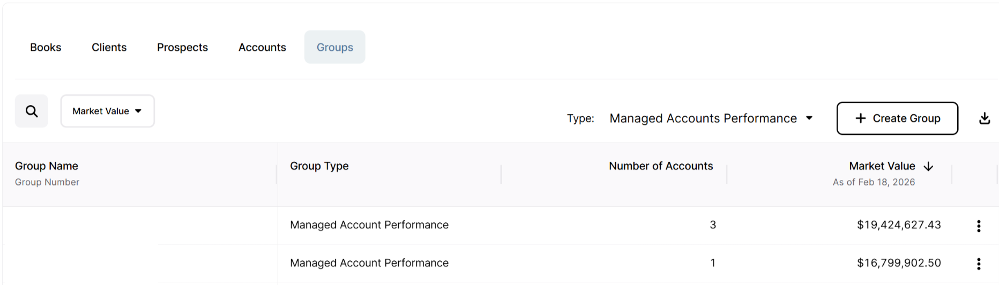 Books Clients Prospects Accounts Groups
Market Value
Type: Managed Accounts Performance + Create Group
Group Name Group Type Number of Accounts Market Value
Group Number As of Feb 18, 2026
Managed Account Performance 3 $19,424,627.43
Managed Account Performance 1 $16,799,902.50